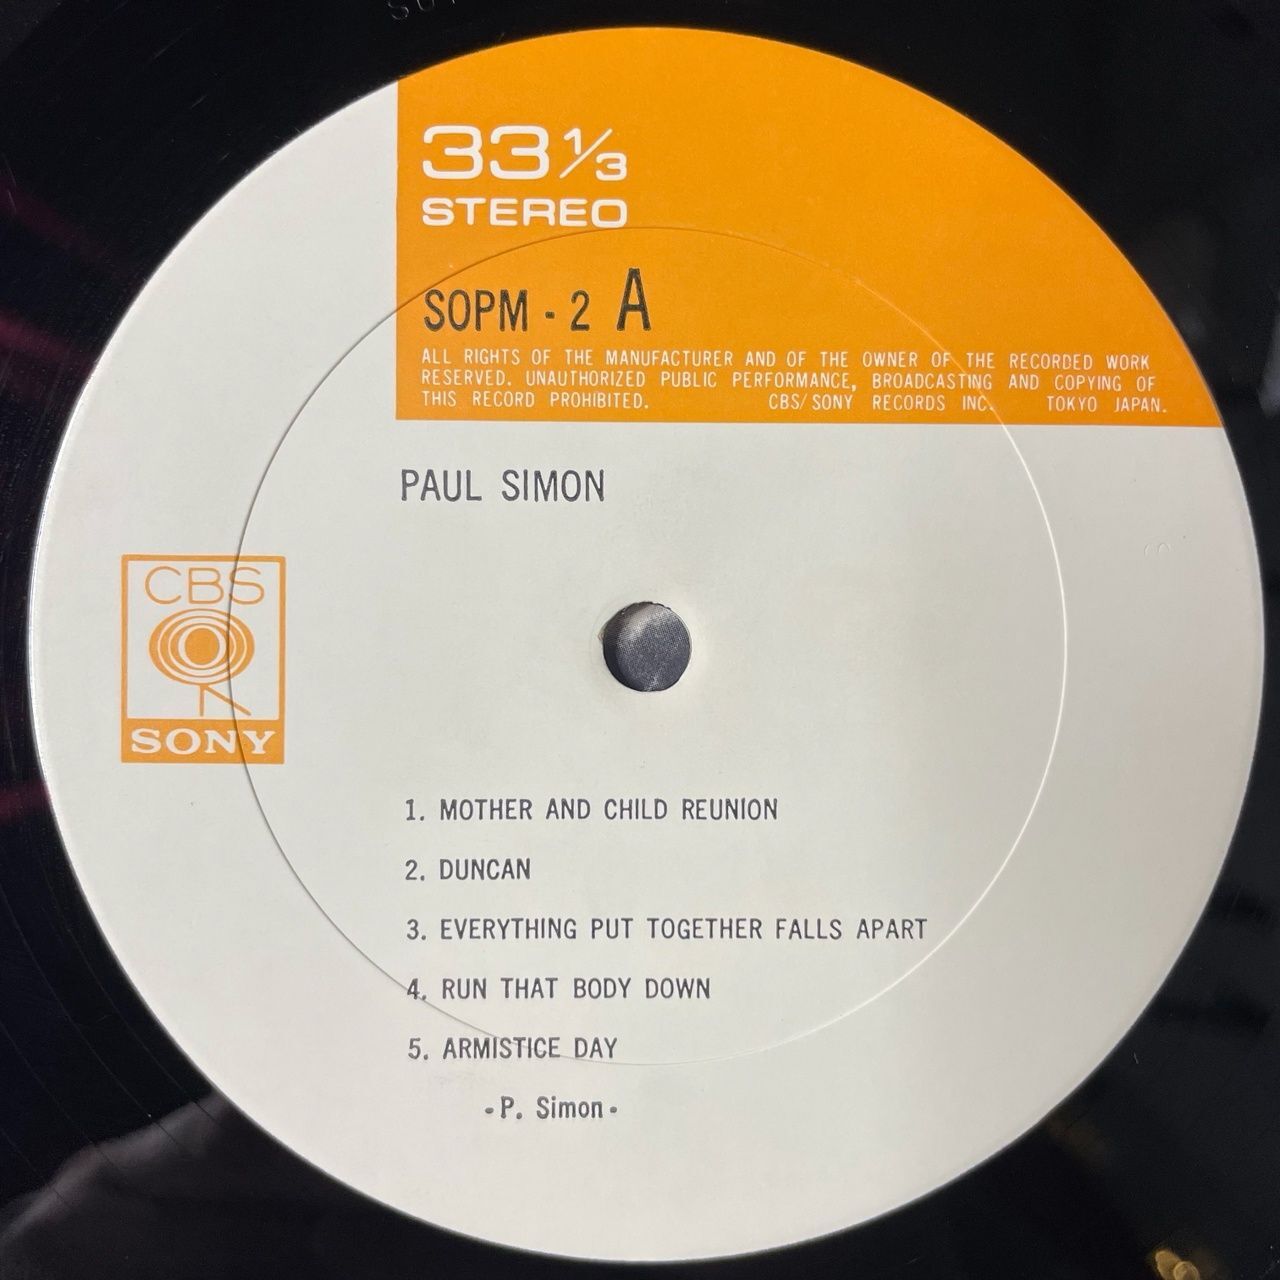 33 1/3
STEREO
SOPM - 2 A
ALL RIGHTS OF THE MANUFACTURER AND OF THE OWNER OF THE RECORDED WORK
RESERVED. UNAUTHORIZED PUBLIC PERFORMANCE, BROADCASTING AND COPYING OF
THIS RECORD PROHIBITED. CBS/SONY RECORDS INC. TOKYO JAPAN.
PAUL SIMON
CBS
SONY
1. MOTHER AND CHILD REUNION
2. DUNCAN
3. EVERYTHING PUT TOGETHER FALLS APART
4. RUN THAT BODY DOWN
5. ARMISTICE DAY
-P. Simon-